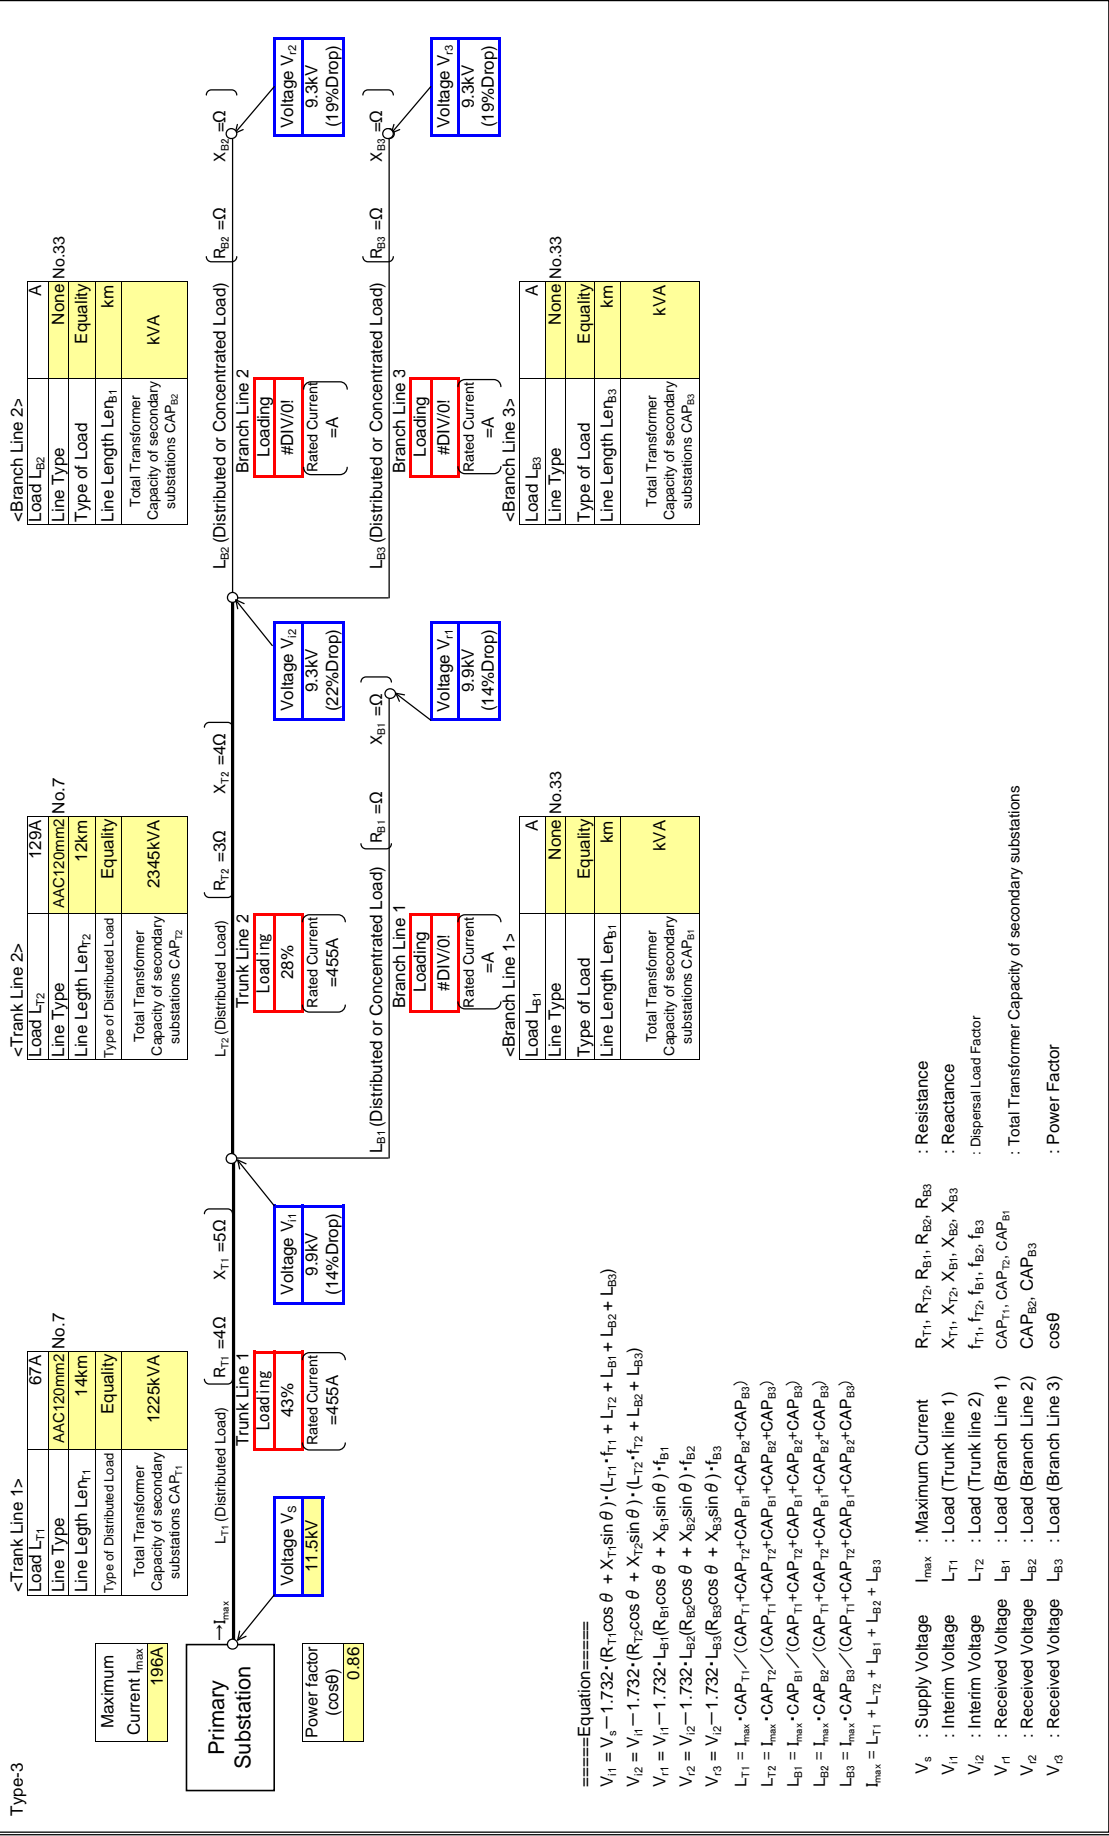 Type-3
Maximum
Current Imax
196A
Primary
Substation
→Imax
Power factor
(cosθ)
0.86
Voltage VS
11.5kV
<Trank Line 1>
Load LT1 67A
Line Type AAC120mm2 No.7
Line Length LenT1 14km
Type of Distributed Load Equality
Total Transformer
Capacity of secondary
substations CAPT1
1225kVA
LT1 (Distributed Load)
RT1 =4Ω XT1 =5Ω
Trunk Line 1
Loading
43%
Rated Current
=455A
Voltage Vi1
9.9kV
(14%Drop)
<Trank Line 2>
Load LT2 129A
Line Type AAC120mm2 No.7
Line Legth LenT2 12km
Type of Distributed Load Equality
Total Transformer
Capacity of secondary
substations CAPT2
2345kVA
LT2 (Distributed Load)
RT2 =3Ω XT2 =4Ω
Trunk Line 2
Loading
28%
Rated Current
=455A
Voltage Vi2
9.3kV
(22%Drop)
LB1 (Distributed or Concentrated Load)
RB1 =Ω XB1 =Ω
Branch Line 1
Loading
#DIV/0!
Rated Current
=A
Voltage Vr1
9.9kV
(14%Drop)
<Branch Line 1>
Load LB1 A
Line Type None No.33
Type of Load Equality
Line Length LenB1 km
Total Transformer
Capacity of secondary
substations CAPB1
kVA
<Branch Line 2>
Load LB2 A
Line Type None No.33
Type of Load Equality
Line Length LenB1 km
Total Transformer
Capacity of secondary
substations CAPB2
kVA
LB2 (Distributed or Concentrated Load)
RB2 =Ω XB2 =Ω
Branch Line 2
Loading
#DIV/0!
Rated Current
=A
Voltage Vr2
9.3kV
(19%Drop)
LB3 (Distributed or Concentrated Load)
RB3 =Ω XB3 =Ω
Branch Line 3
Loading
#DIV/0!
Rated Current
=A
Voltage Vr3
9.3kV
(19%Drop)
<Branch Line 3>
Load LB3 A
Line Type None No.33
Type of Load Equality
Line Length LenB3 km
Total Transformer
Capacity of secondary
substations CAPB3
kVA
=====Equation=====
Vi1 = Vs－1.732・(RT1cos θ + XT1sin θ)・(LT1・fT1 + LT2 + LB1 + LB2 + LB3)
Vi2 = Vi1－1.732・(RT2cos θ + XT2sin θ)・(LT2・fT2 + LB2 + LB3)
Vr1 = Vi1－1.732・LB1(RB1cos θ + XB1sin θ)・fB1
Vr2 = Vi2－1.732・LB2(RB2cos θ + XB2sin θ)・fB2
Vr3 = Vi2－1.732・LB3(RB3cos θ + XB3sin θ)・fB3
LT1 = Imax・CAPT1／(CAPT1+CAPT2+CAPB1+CAPB2+CAPB3)
LT2 = Imax・CAPT2／(CAPT1+CAPT2+CAPB1+CAPB2+CAPB3)
LB1 = Imax・CAPB1／(CAPT1+CAPT2+CAPB1+CAPB2+CAPB3)
LB2 = Imax・CAPB2／(CAPT1+CAPT2+CAPB1+CAPB2+CAPB3)
LB3 = Imax・CAPB3／(CAPT1+CAPT2+CAPB1+CAPB2+CAPB3)
Imax = LT1 + LT2 + LB1 + LB2 + LB3
Vs : Supply Voltage Imax : Maximum Current RT1, RT2, RB1, RB2, RB3 : Resistance
Vi1 : Interim Voltage LT1 : Load (Trunk line 1) XT1, XT2, XB1, XB2, XB3 : Reactance
Vi2 : Interim Voltage LT2 : Load (Trunk line 2) fT1, fT2, fB1, fB2, fB3 : Dispersal Load Factor
Vr1 : Received Voltage LB1 : Load (Branch Line 1) CAPT1, CAPT2, CAPB1 : Total Transformer Capacity of secondary substations
Vr2 : Received Voltage LB2 : Load (Branch Line 2) CAPB2, CAPB3
Vr3 : Received Voltage LB3 : Load (Branch Line 3) cosθ : Power Factor